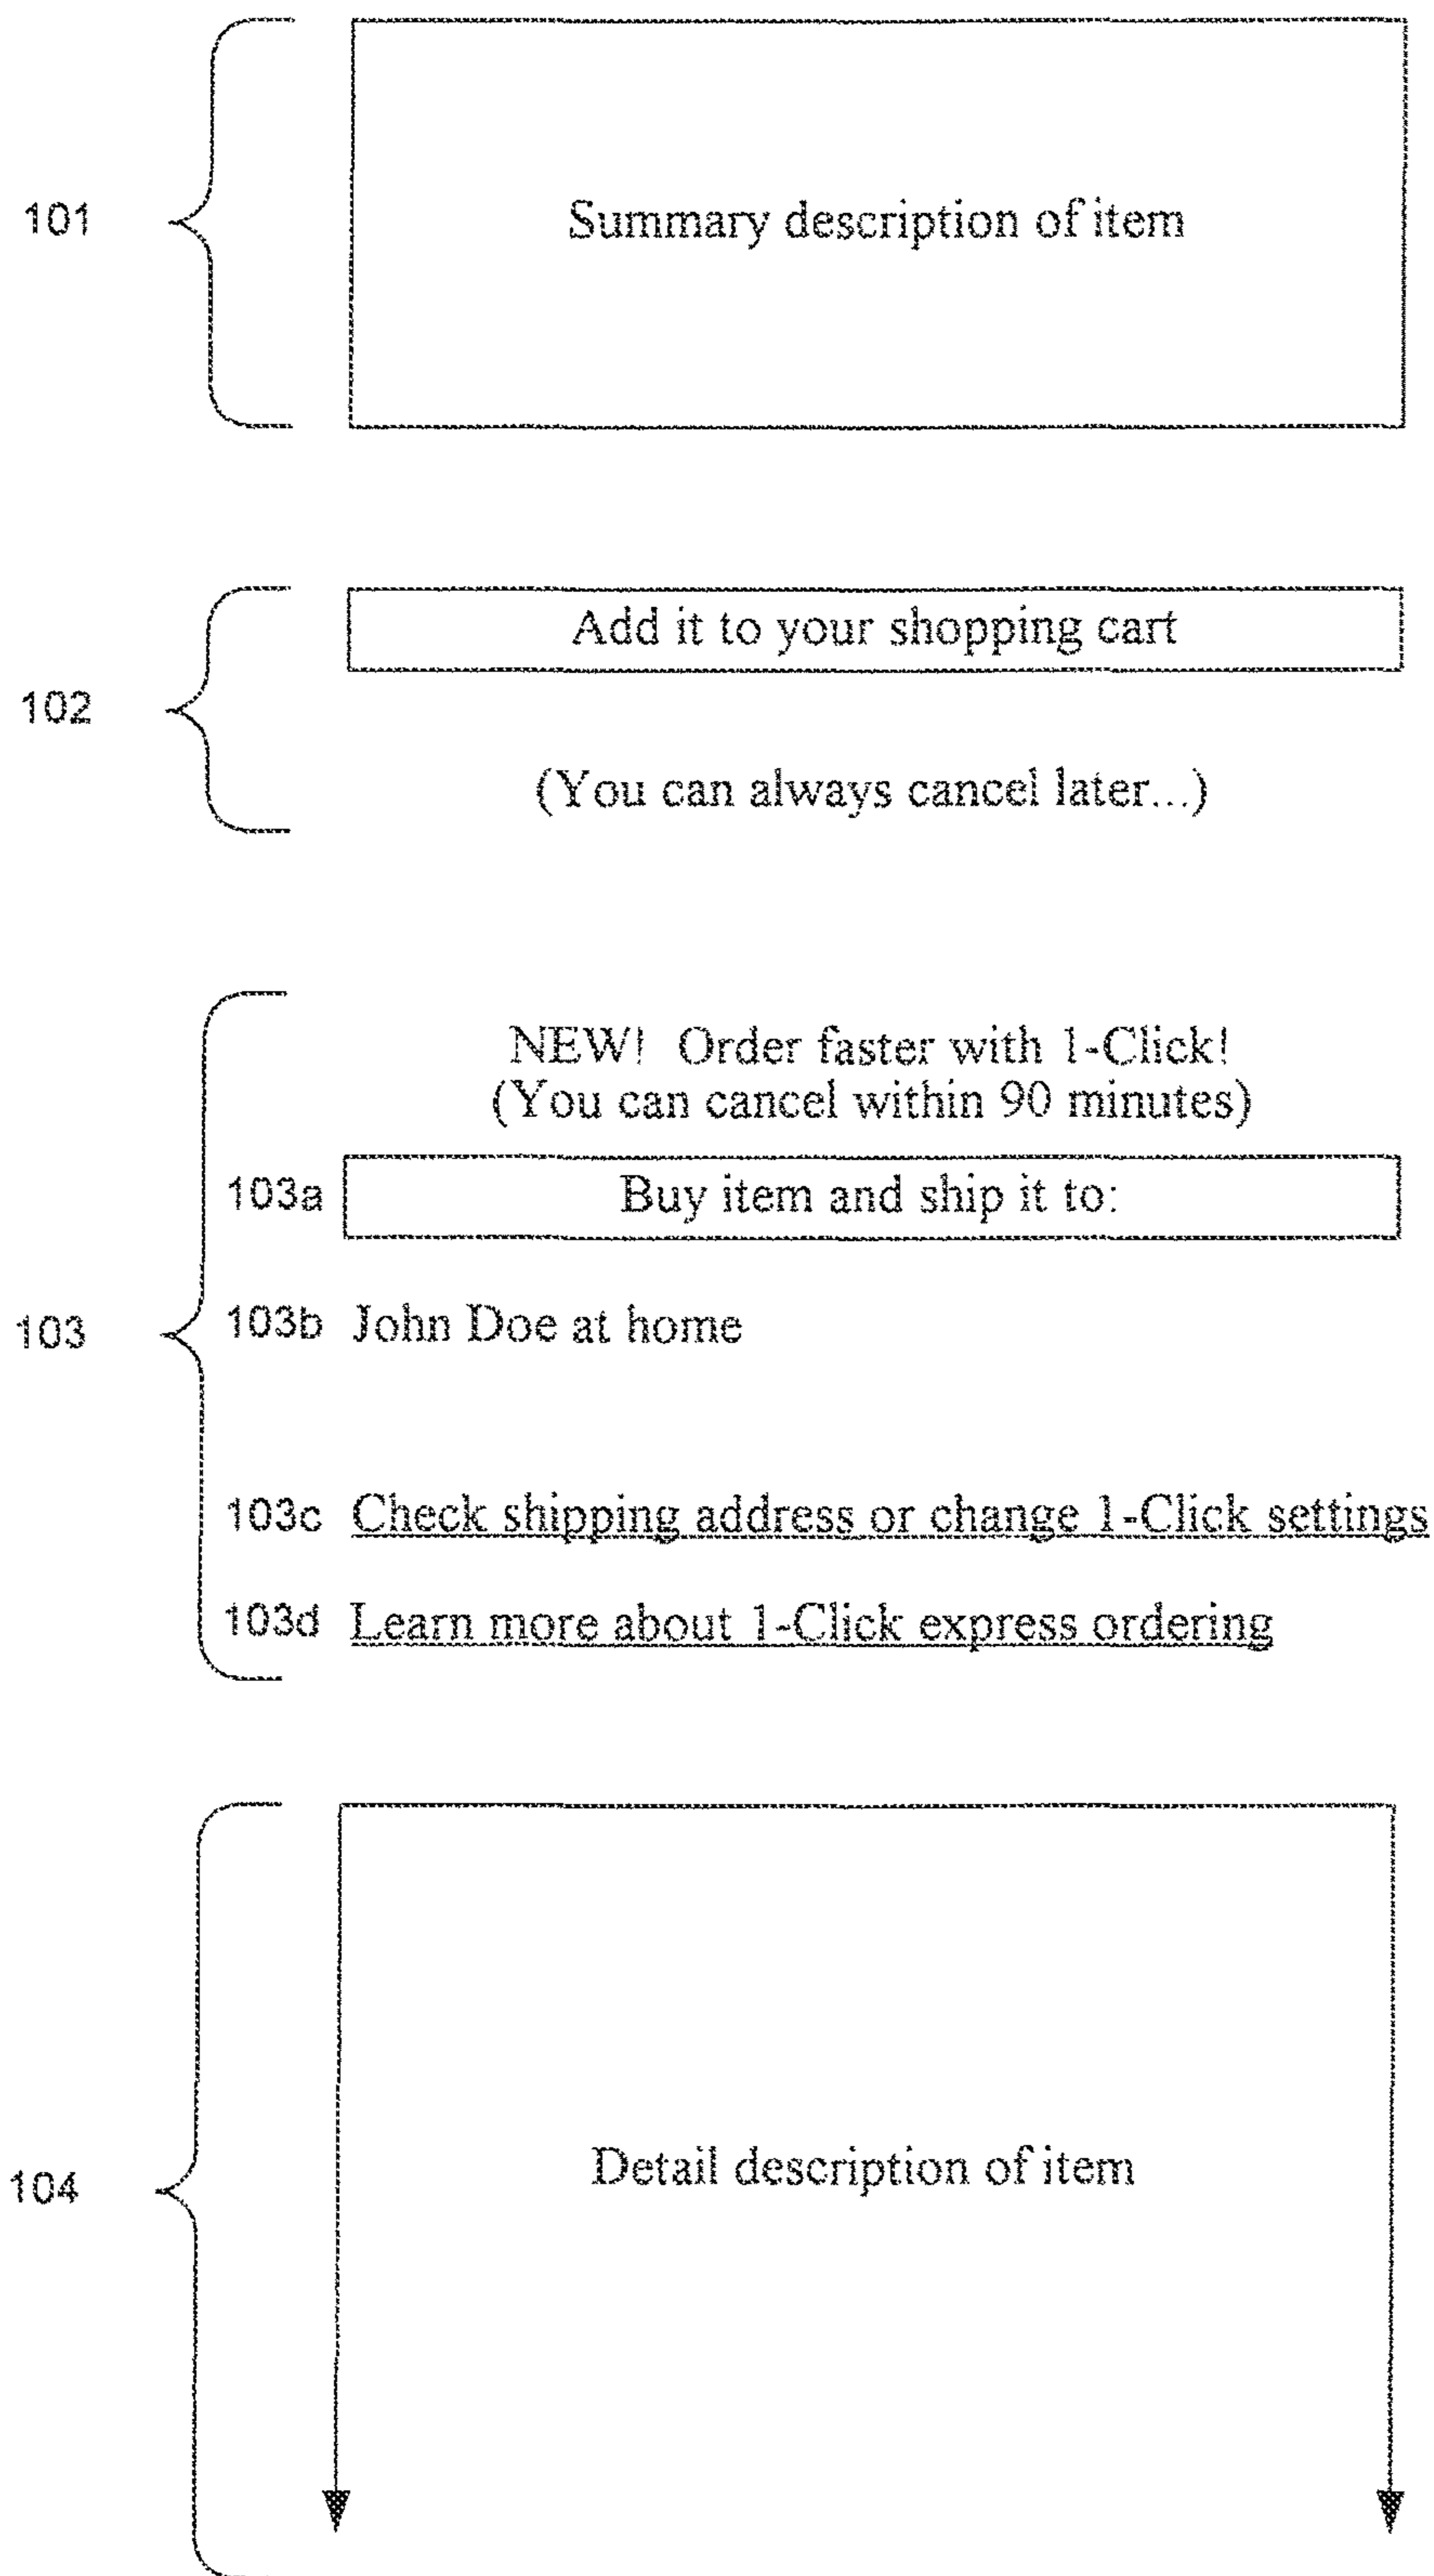 101
Summary description of item
Add it to your shopping cart
102
(You can always cancel later...)
NEW! Order faster with 1-Click!
(You can cancel within 90 minutes)
103a Buy item and ship it to:
103
103b John Doe at home
103c Check shipping address or change 1-Click settings
103d Learn more about 1-Click express ordering
104
Detail description of item